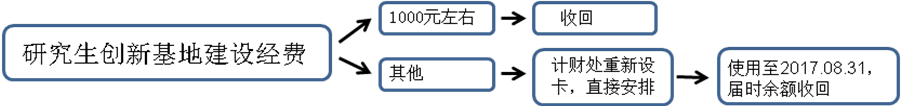 研究生创新基地建设经费
1000元左右
收回
其他
计财处重新设
卡，直接安排
使用至2017.08.31，
届时余额收回